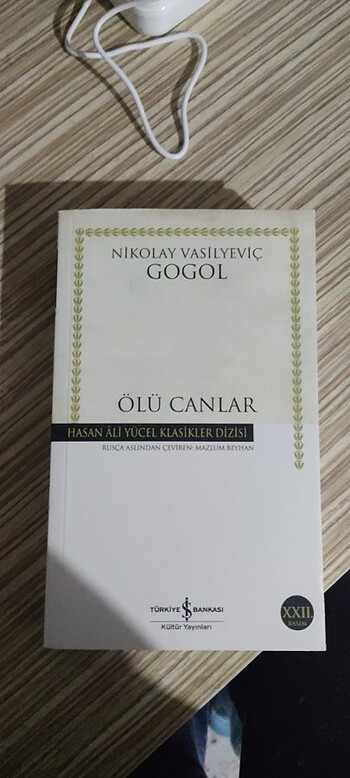 NİKOLAY VASİLYEVİÇ
GOGOL
ÖLÜ CANLAR
HASAN ÂLİ YÜCEL KLASİKLER DİZİSİ
RUSÇA ASLINDAN ÇEVİREN: MAZLUM BEYHAN
TÜRKİYE İŞ BANKASI
Kültür Yayınları
XXII.
BASIM